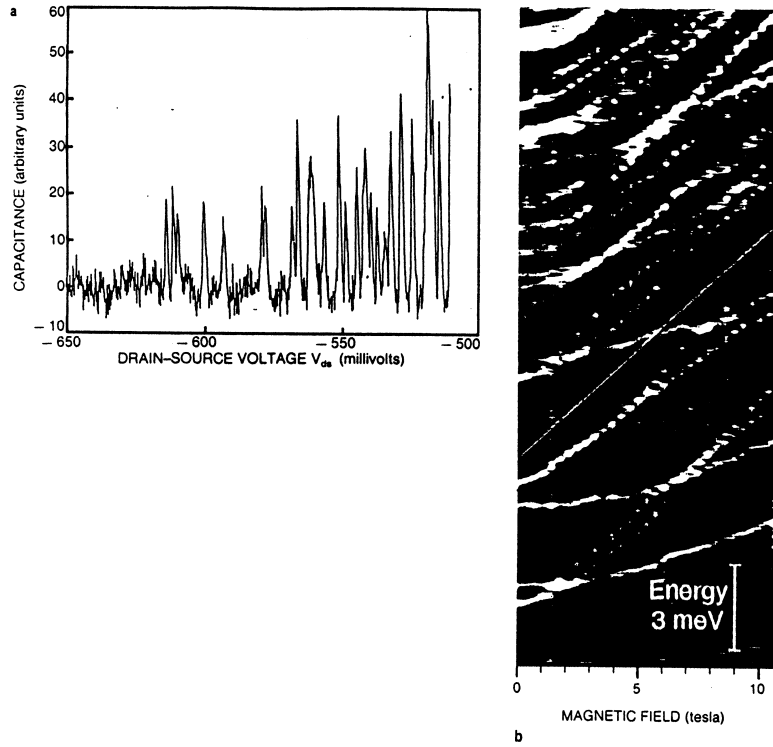 a
60
50
40
30
20
10
0
−10
CAPACITANCE (arbitrary units)
−650
−600
−550
−500
DRAIN–SOURCE VOLTAGE Vds (millivolts)
Energy
3 meV
0
5
10
MAGNETIC FIELD (tesla)
b